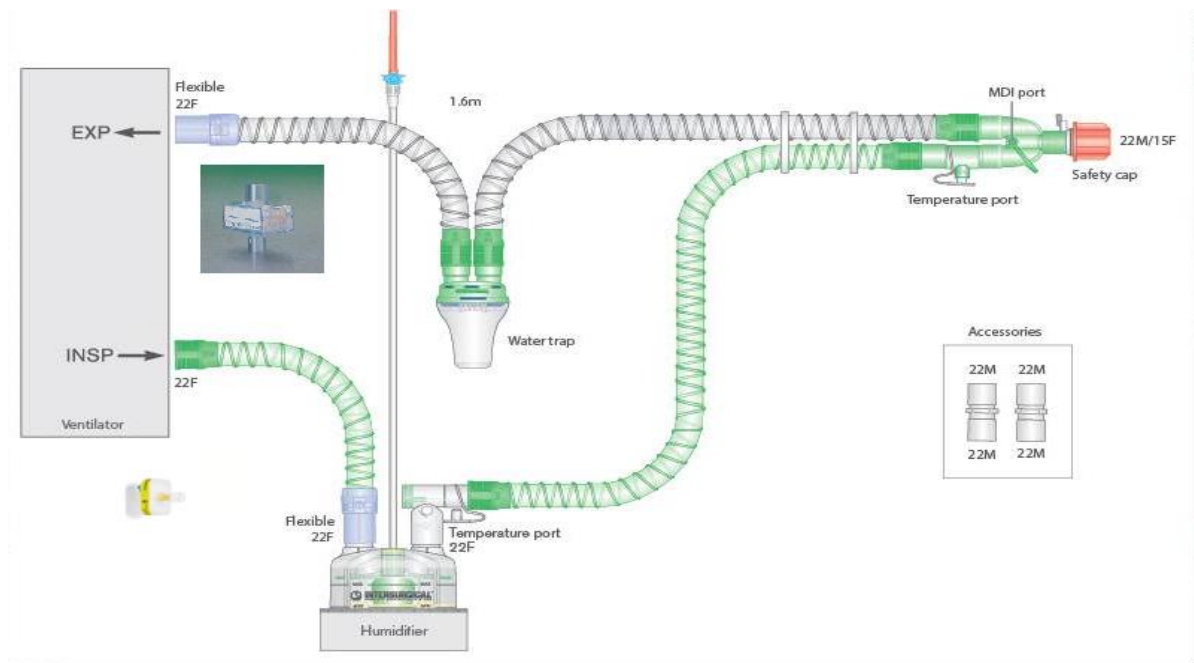 Flexible
22F
1.6m
MDI port
EXP
22M/15F
Safety cap
Temperature port
Water trap
INSP
22F
Accessories
22M 22M
22M 22M
Ventilator
Flexible
22F
Temperature port
22F
INTERSURGICAL
Humidifier